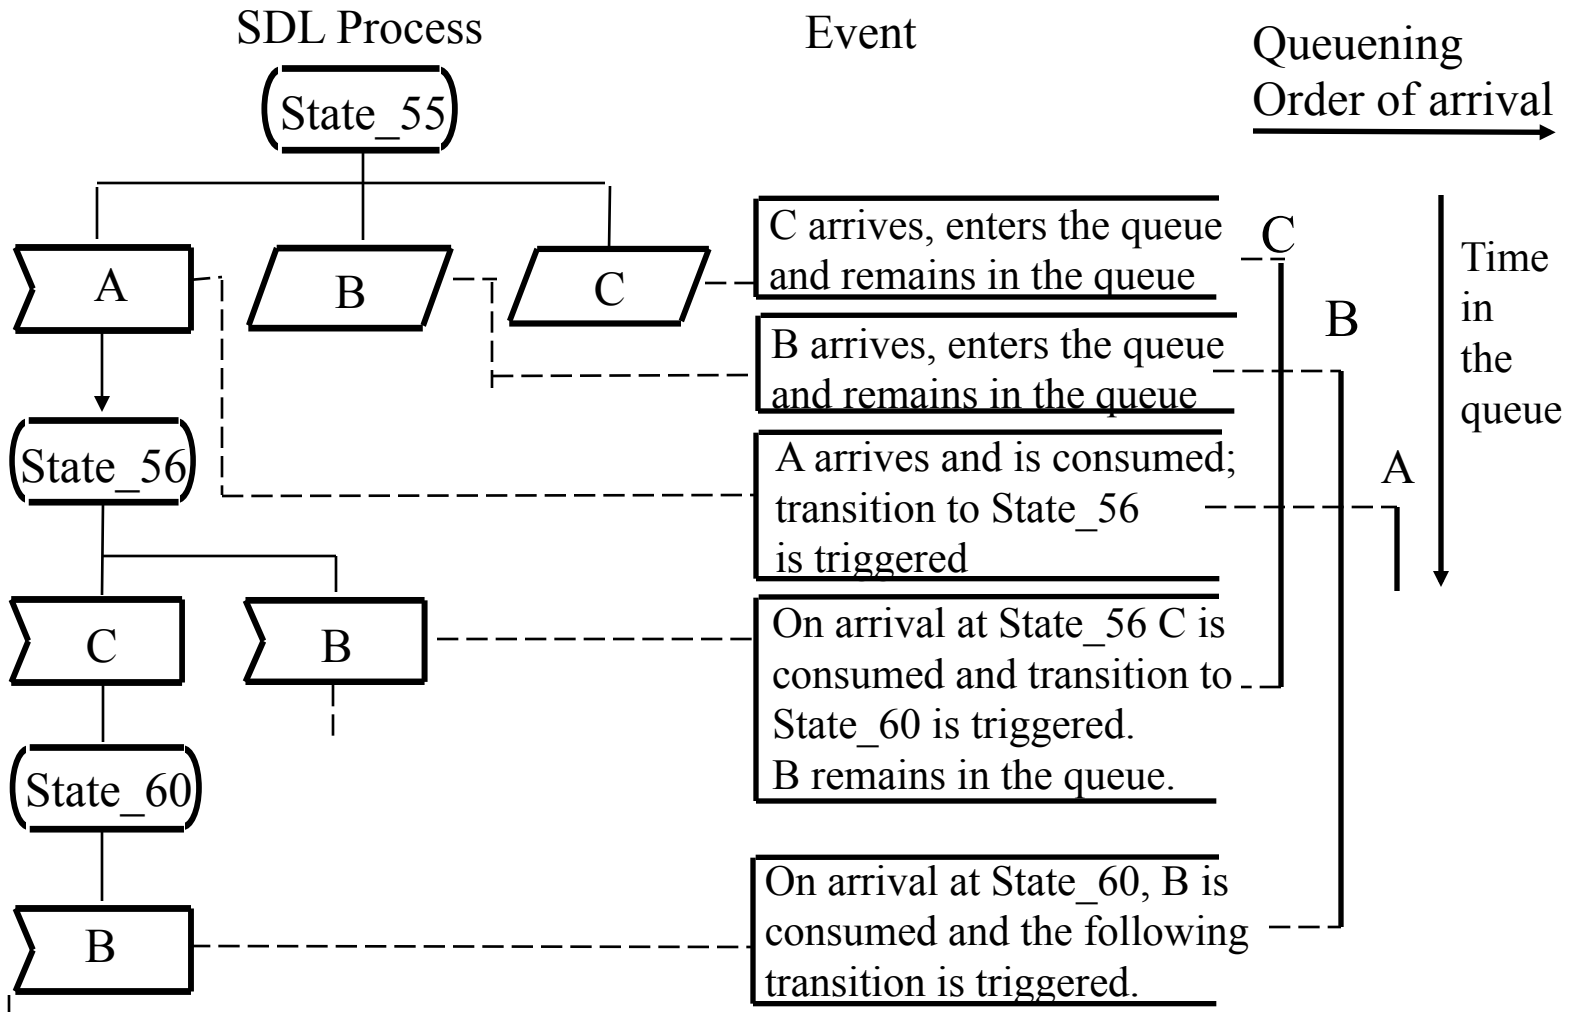 SDL Process
Event
Queuening
Order of arrival
State_55
A
B
C
C arrives, enters the queue
and remains in the queue
C
Time
in
the
queue
B arrives, enters the queue
and remains in the queue
B
State_56
A arrives and is consumed;
transition to State_56
is triggered
A
C
B
On arrival at State_56 C is
consumed and transition to
State_60 is triggered.
B remains in the queue.
State_60
B
On arrival at State_60, B is
consumed and the following
transition is triggered.